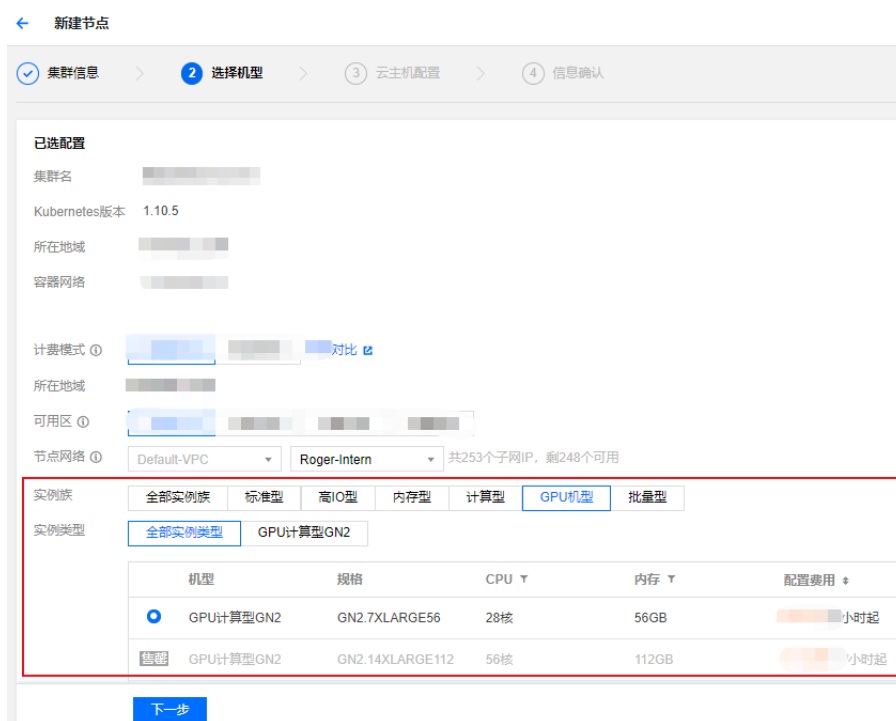 新建节点
集群信息 2 选择机型 3 云主机配置 4 信息确认
已选配置
集群名
Kubernetes版本 1.10.5
所在地域
容器网络
计费模式 对比
所在地域
可用区
节点网络 Default-VPC Roger-Intern 共253个子网IP，剩248个可用
实例族 全部实例族 标准型 高IO型 内存型 计算型 GPU机型 批量型
实例类型 全部实例类型 GPU计算型GN2
机型 规格 CPU 内存 配置费用
GPU计算型GN2 GN2.7XLARGE56 28核 56GB 小时起
售罄 GPU计算型GN2 GN2.14XLARGE112 56核 112GB /小时起
下一步